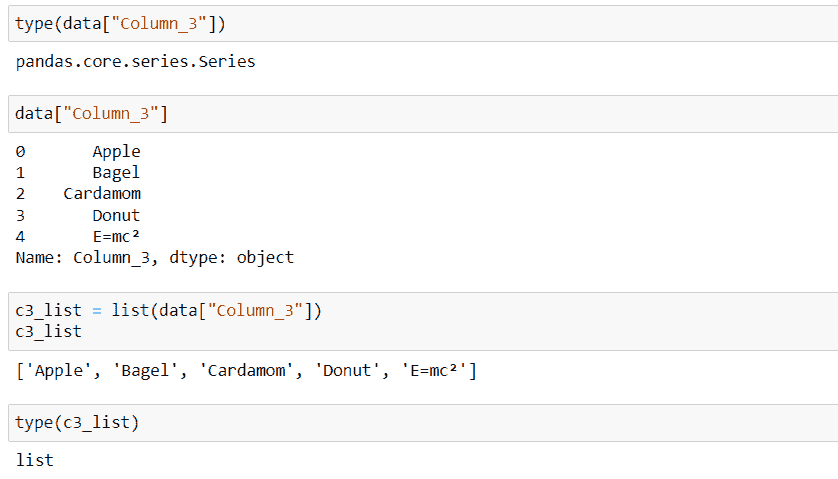 type(data["Column_3"])
pandas.core.series.Series
data["Column_3"]
0       Apple
1       Bagel
2    Cardamom
3       Donut
4       E=mc²
Name: Column_3, dtype: object
c3_list = list(data["Column_3"])
c3_list
['Apple', 'Bagel', 'Cardamom', 'Donut', 'E=mc²']
type(c3_list)
list